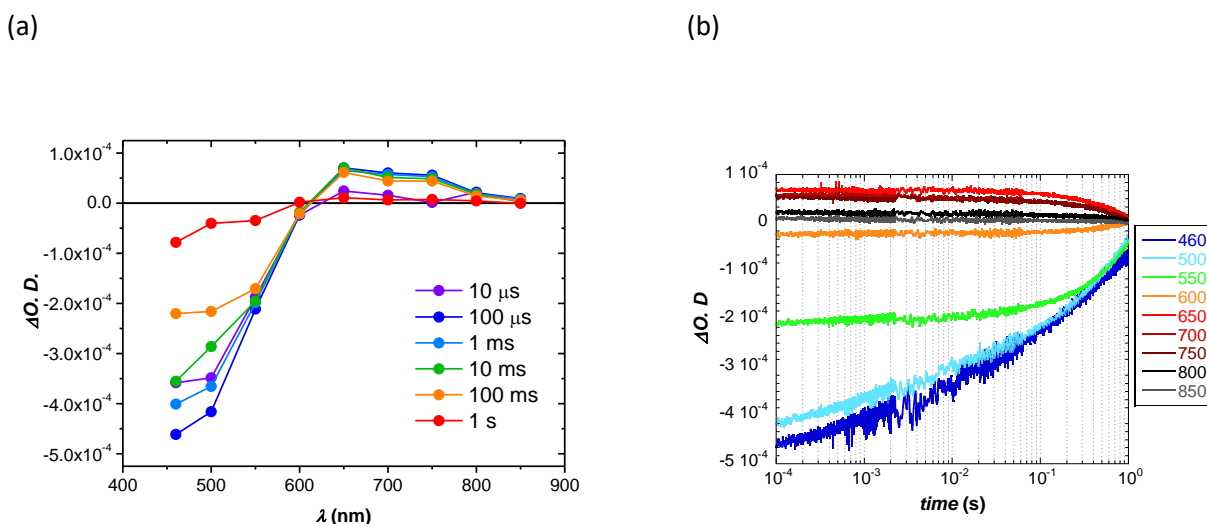 (a)
(b)
ΔO. D.
1.0x10⁻⁴
0.0
-1.0x10⁻⁴
-2.0x10⁻⁴
-3.0x10⁻⁴
-4.0x10⁻⁴
-5.0x10⁻⁴
10 μs
100 μs
1 ms
10 ms
100 ms
1 s
400 500 600 700 800 900
λ (nm)
ΔO. D
1 10⁻⁴
0
-1 10⁻⁴
-2 10⁻⁴
-3 10⁻⁴
-4 10⁻⁴
-5 10⁻⁴
10⁻⁴ 10⁻³ 10⁻² 10⁻¹ 10⁰
time (s)
460
500
550
600
650
700
750
800
850